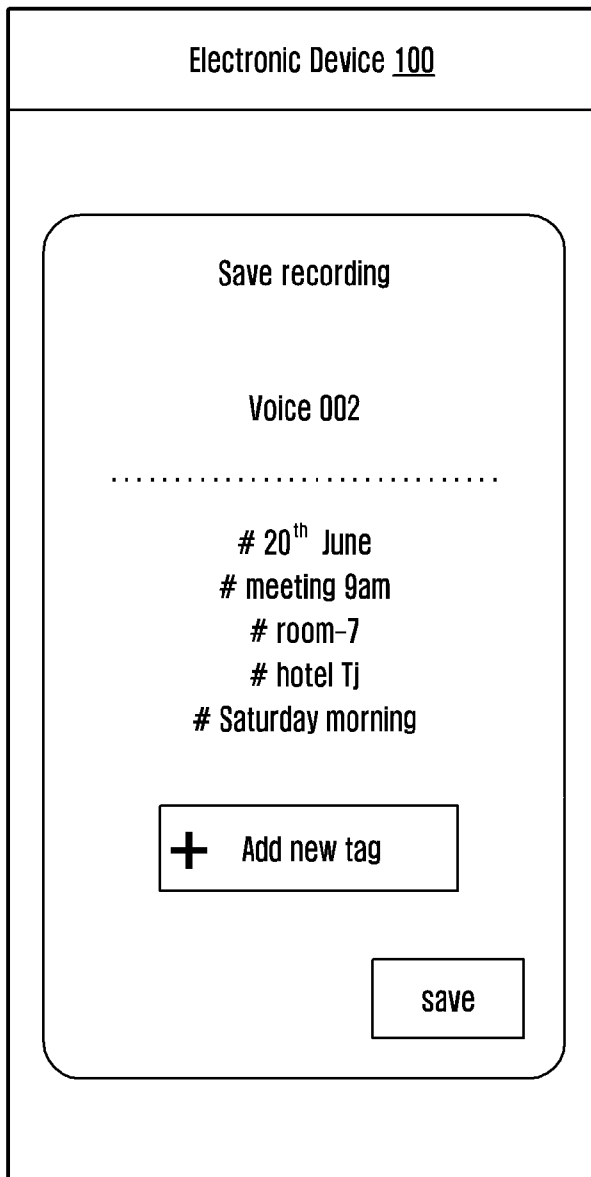 Electronic Device 100
Save recording
Voice 002
# 20th June
# meeting 9am
# room-7
# hotel Tj
# Saturday morning
+ Add new tag
save